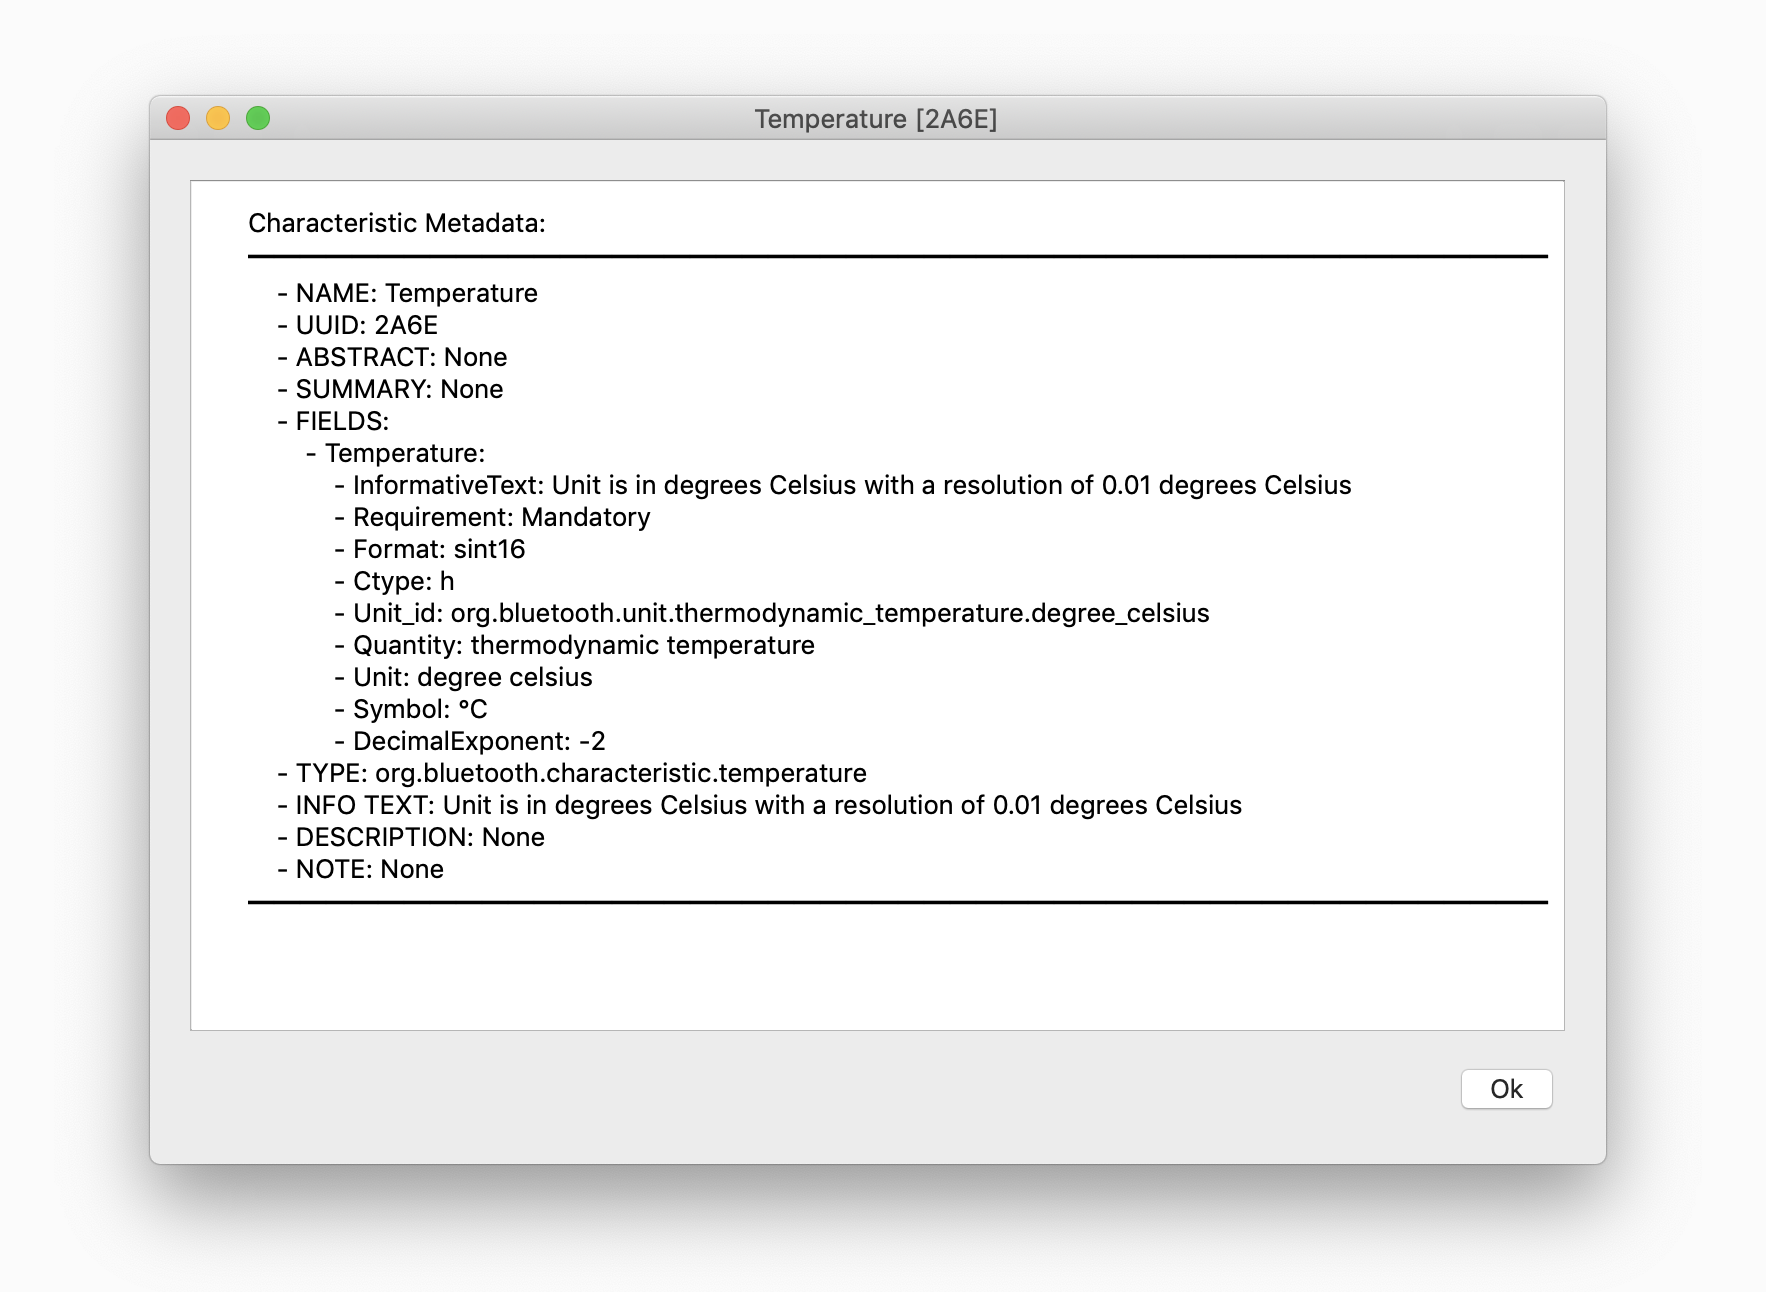 Temperature [2A6E]
Characteristic Metadata:
- NAME: Temperature
- UUID: 2A6E
- ABSTRACT: None
- SUMMARY: None
- FIELDS:
- Temperature:
- InformativeText: Unit is in degrees Celsius with a resolution of 0.01 degrees Celsius
- Requirement: Mandatory
- Format: sint16
- Ctype: h
- Unit_id: org.bluetooth.unit.thermodynamic_temperature.degree_celsius
- Quantity: thermodynamic temperature
- Unit: degree celsius
- Symbol: °C
- DecimalExponent: -2
- TYPE: org.bluetooth.characteristic.temperature
- INFO TEXT: Unit is in degrees Celsius with a resolution of 0.01 degrees Celsius
- DESCRIPTION: None
- NOTE: None
Ok